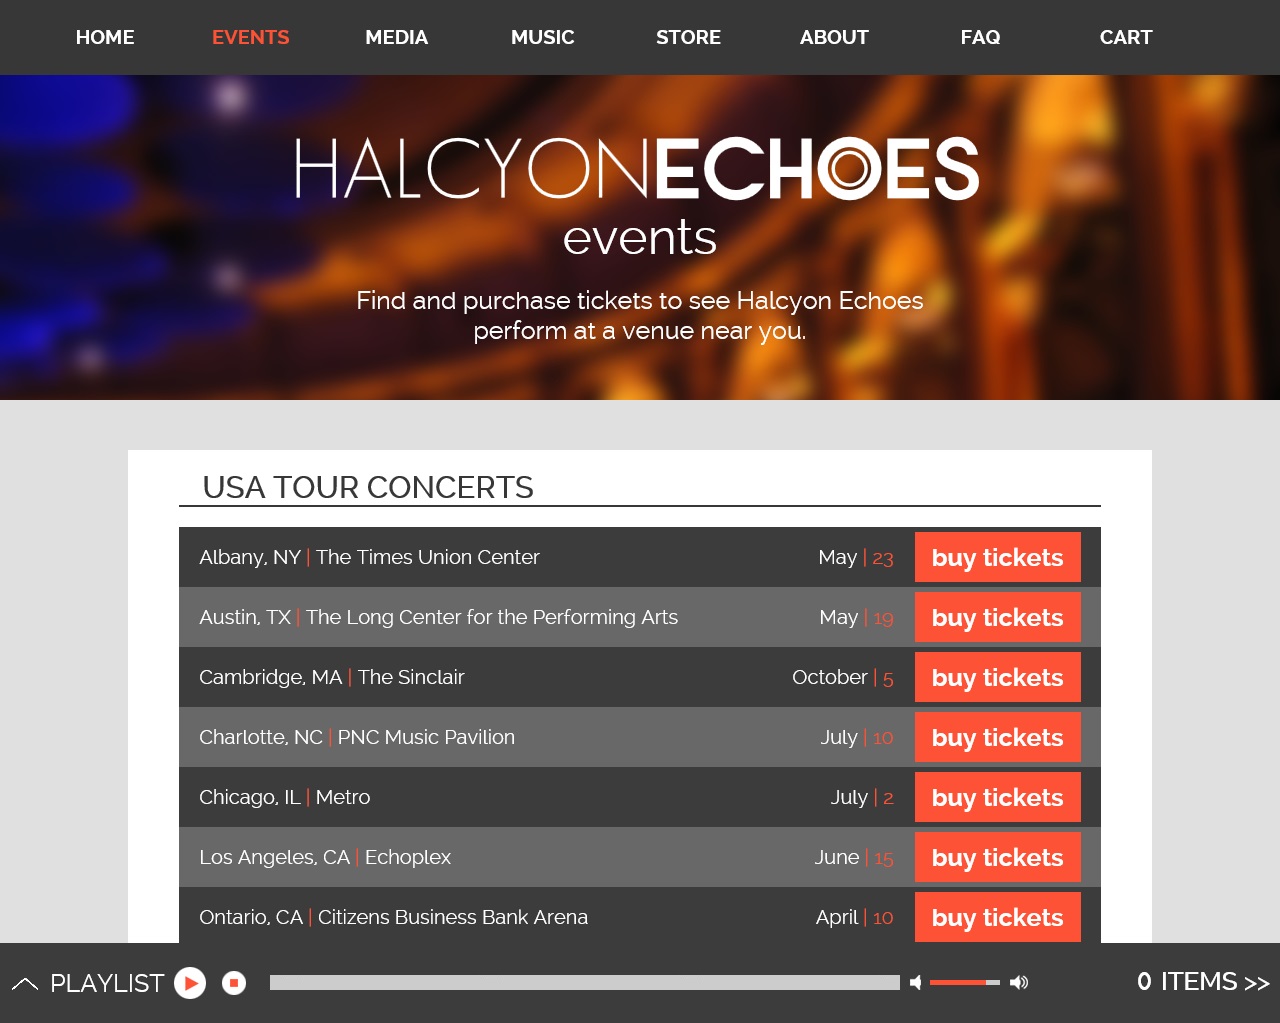 HOME EVENTS MEDIA MUSIC STORE ABOUT FAQ CART
HALCYONECHOES
events
Find and purchase tickets to see Halcyon Echoes
perform at a venue near you.
USA TOUR CONCERTS
Albany, NY | The Times Union Center May | 23 buy tickets
Austin, TX | The Long Center for the Performing Arts May | 19 buy tickets
Cambridge, MA | The Sinclair October | 5 buy tickets
Charlotte, NC | PNC Music Pavilion July | 10 buy tickets
Chicago, IL | Metro July | 2 buy tickets
Los Angeles, CA | Echoplex June | 15 buy tickets
Ontario, CA | Citizens Business Bank Arena April | 10 buy tickets
PLAYLIST 0 ITEMS >>